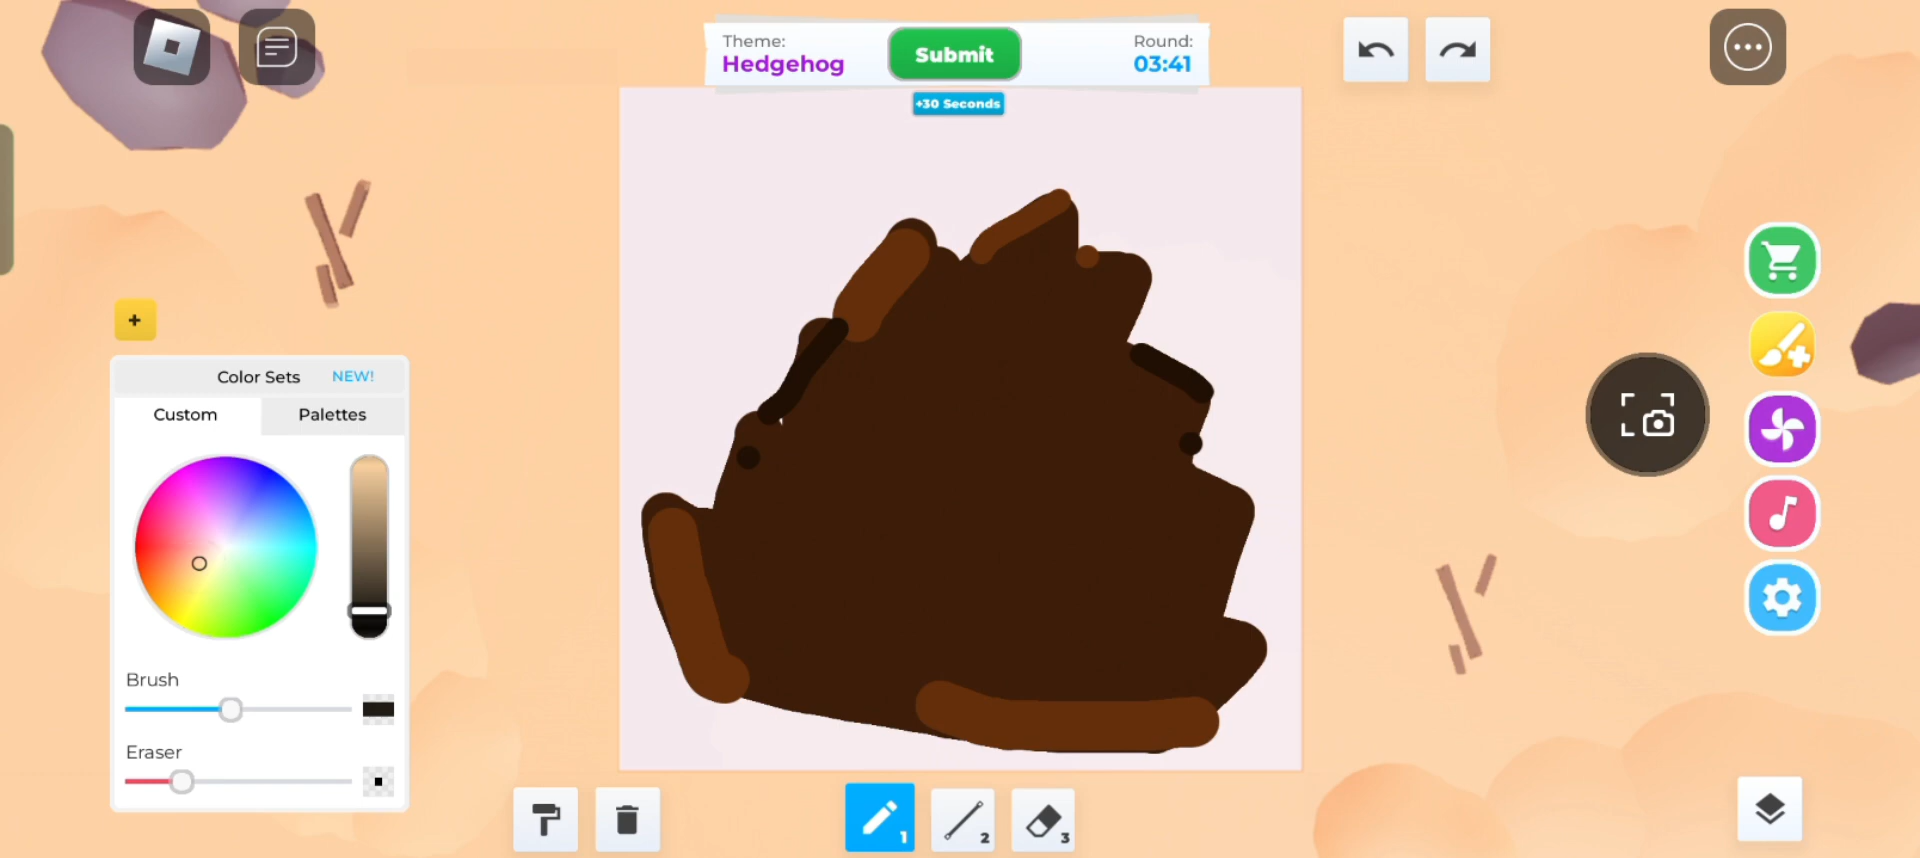 Theme:
Hedgehog
Submit
Round:
03:41
+30 Seconds
+
Color Sets
NEW!
Custom
Palettes
Brush
Eraser
1
2
3